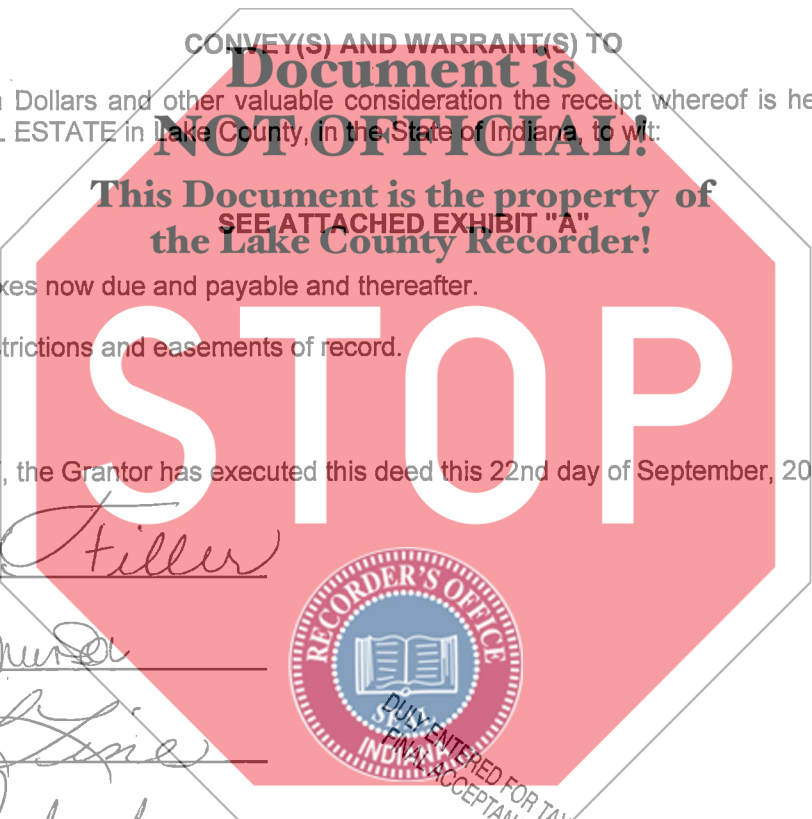 CONVEY(S) AND WARRANT(S) TO
Document is
Dollars and other valuable consideration the receipt whereof is he
NOT OFFICIAL!
L ESTATE in Lake County, in the State of Indiana, to wit:
This Document is the property of
SEE ATTACHED EXHIBIT "A"
the Lake County Recorder!
xes now due and payable and thereafter.
trictions and easements of record.
STOP
, the Grantor has executed this deed this 22nd day of September, 20
Filler
RECORDER'S OFFICE
SEAL
INDIANA
DULY ENTERED FOR TAX
FINAL ACCEPTAN